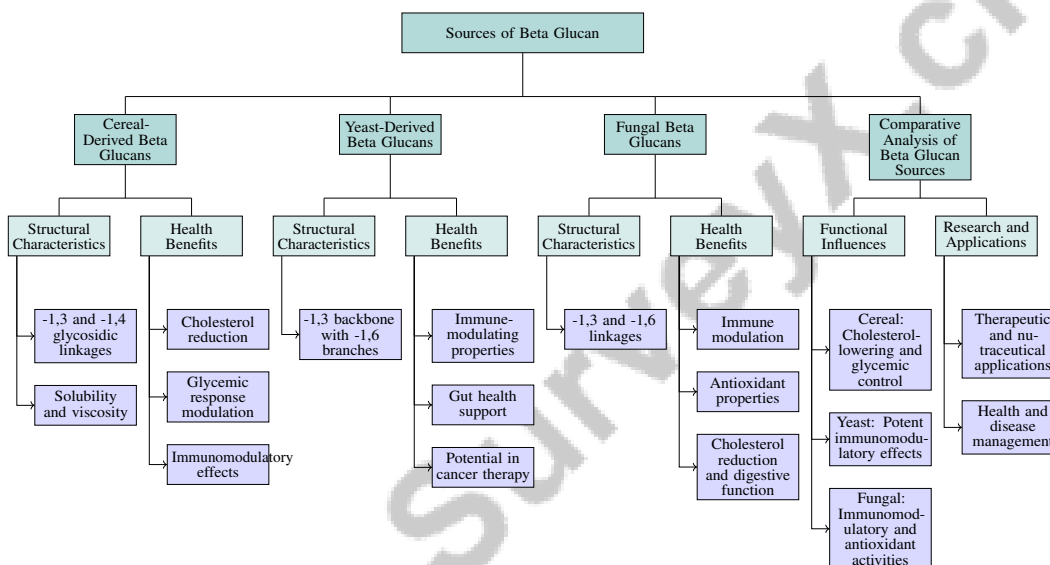 Sources of Beta Glucan
Cereal-
Derived Beta
Glucans
Yeast-Derived
Beta Glucans
Fungal Beta
Glucans
Comparative
Analysis of
Beta Glucan
Sources
Structural
Characteristics
Health
Benefits
Structural
Characteristics
Health
Benefits
Structural
Characteristics
Health
Benefits
Functional
Influences
Research and
Applications
-1,3 and -1,4
glycosidic
linkages
Solubility
and viscosity
Cholesterol
reduction
Glycemic
response
modulation
Immunomodulatory
effects
-1,3 backbone
with -1,6
branches
Immune-
modulating
properties
Gut health
support
Potential in
cancer therapy
-1,3 and -1,6
linkages
Immune
modulation
Antioxidant
properties
Cholesterol
reduction
and digestive
function
Cereal:
Cholesterol-
lowering and
glycemic
control
Yeast: Potent
immunomodu-
latory effects
Fungal:
Immunomod-
ulatory and
antioxidant
activities
Therapeutic
and nu-
traceutical
applications
Health and
disease
management